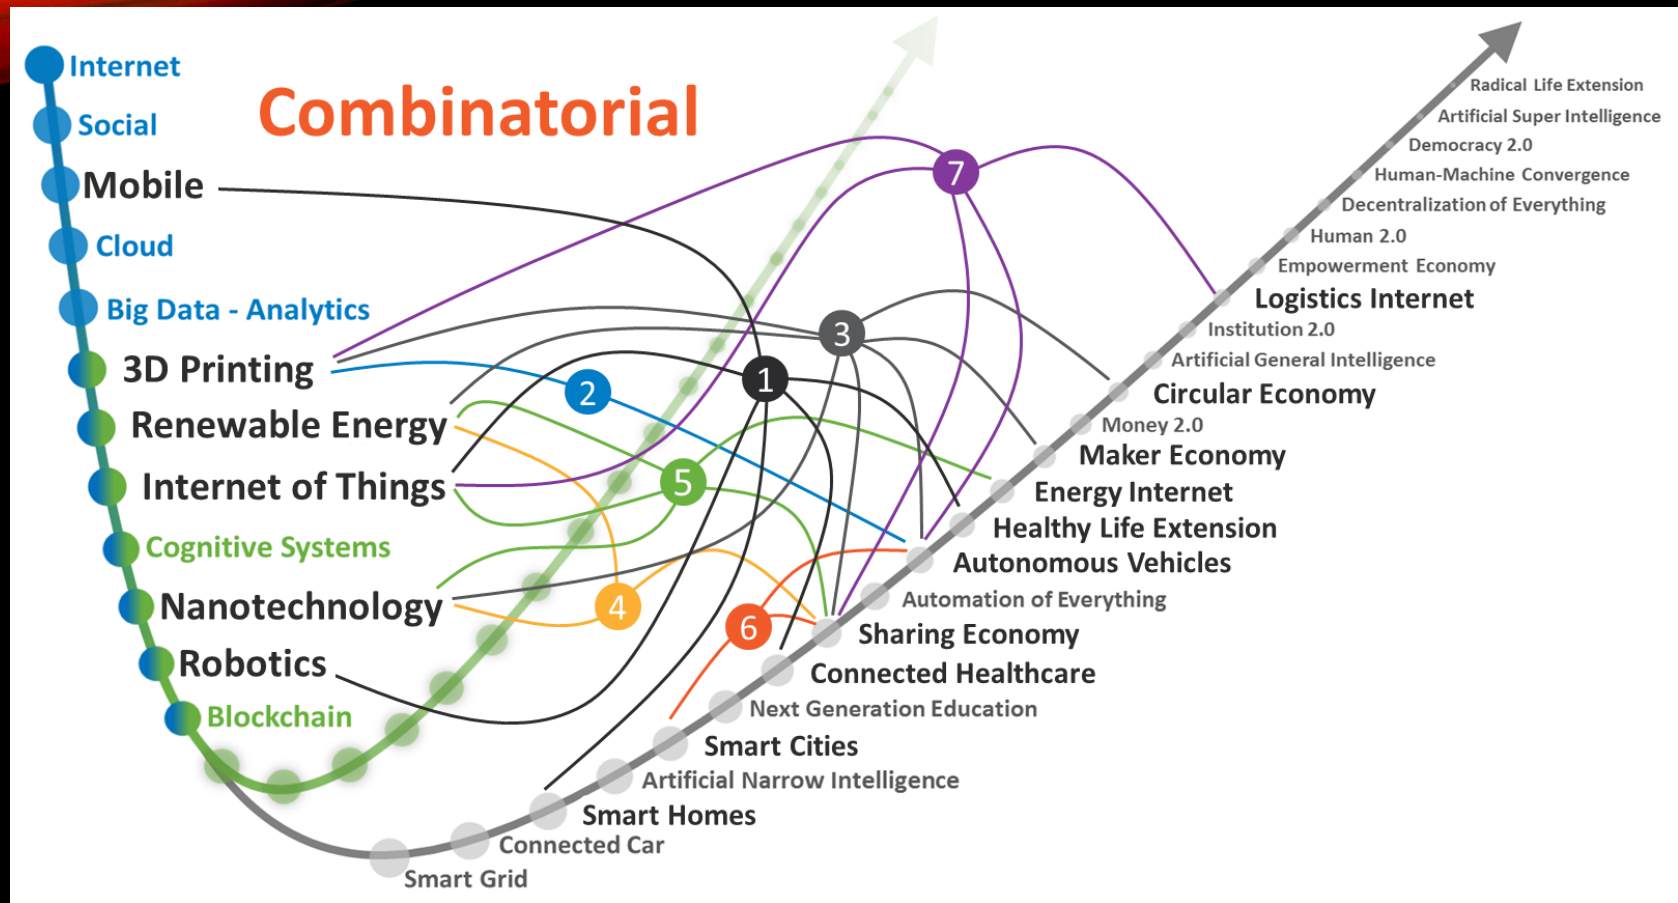 Combinatorial
Internet
Social
Mobile
Cloud
Big Data - Analytics
3D Printing
Renewable Energy
Internet of Things
Cognitive Systems
Nanotechnology
Robotics
Blockchain
1
2
3
4
5
6
7
Radical Life Extension
Artificial Super Intelligence
Democracy 2.0
Human-Machine Convergence
Decentralization of Everything
Human 2.0
Empowerment Economy
Logistics Internet
Institution 2.0
Artificial General Intelligence
Circular Economy
Money 2.0
Maker Economy
Energy Internet
Healthy Life Extension
Autonomous Vehicles
Automation of Everything
Sharing Economy
Connected Healthcare
Next Generation Education
Smart Cities
Artificial Narrow Intelligence
Smart Homes
Connected Car
Smart Grid